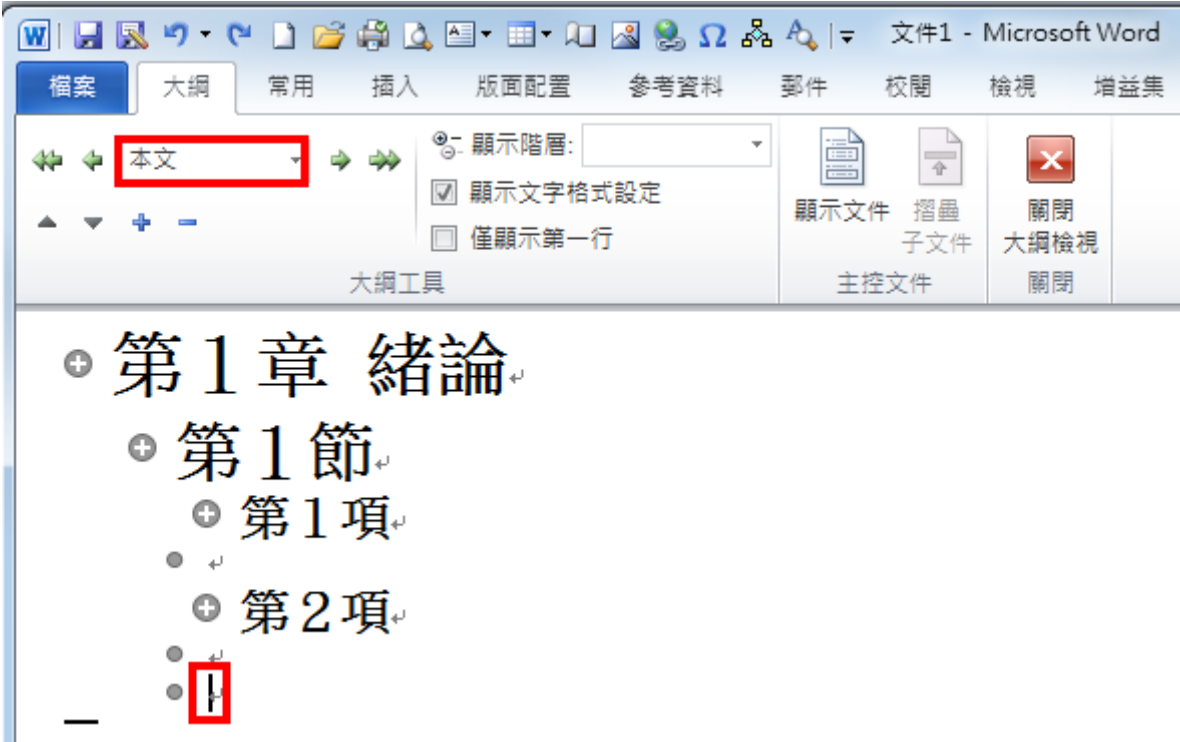 文件1 - Microsoft Word
檔案 大綱 常用 插入 版面配置 參考資料 郵件 校閱 檢視 增益集
本文
顯示階層:
顯示文字格式設定
僅顯示第一行
大綱工具
顯示文件
摺疊
子文件
主控文件
關閉
大綱檢視
關閉
第1章 緒論
第1節
第1項
第2項